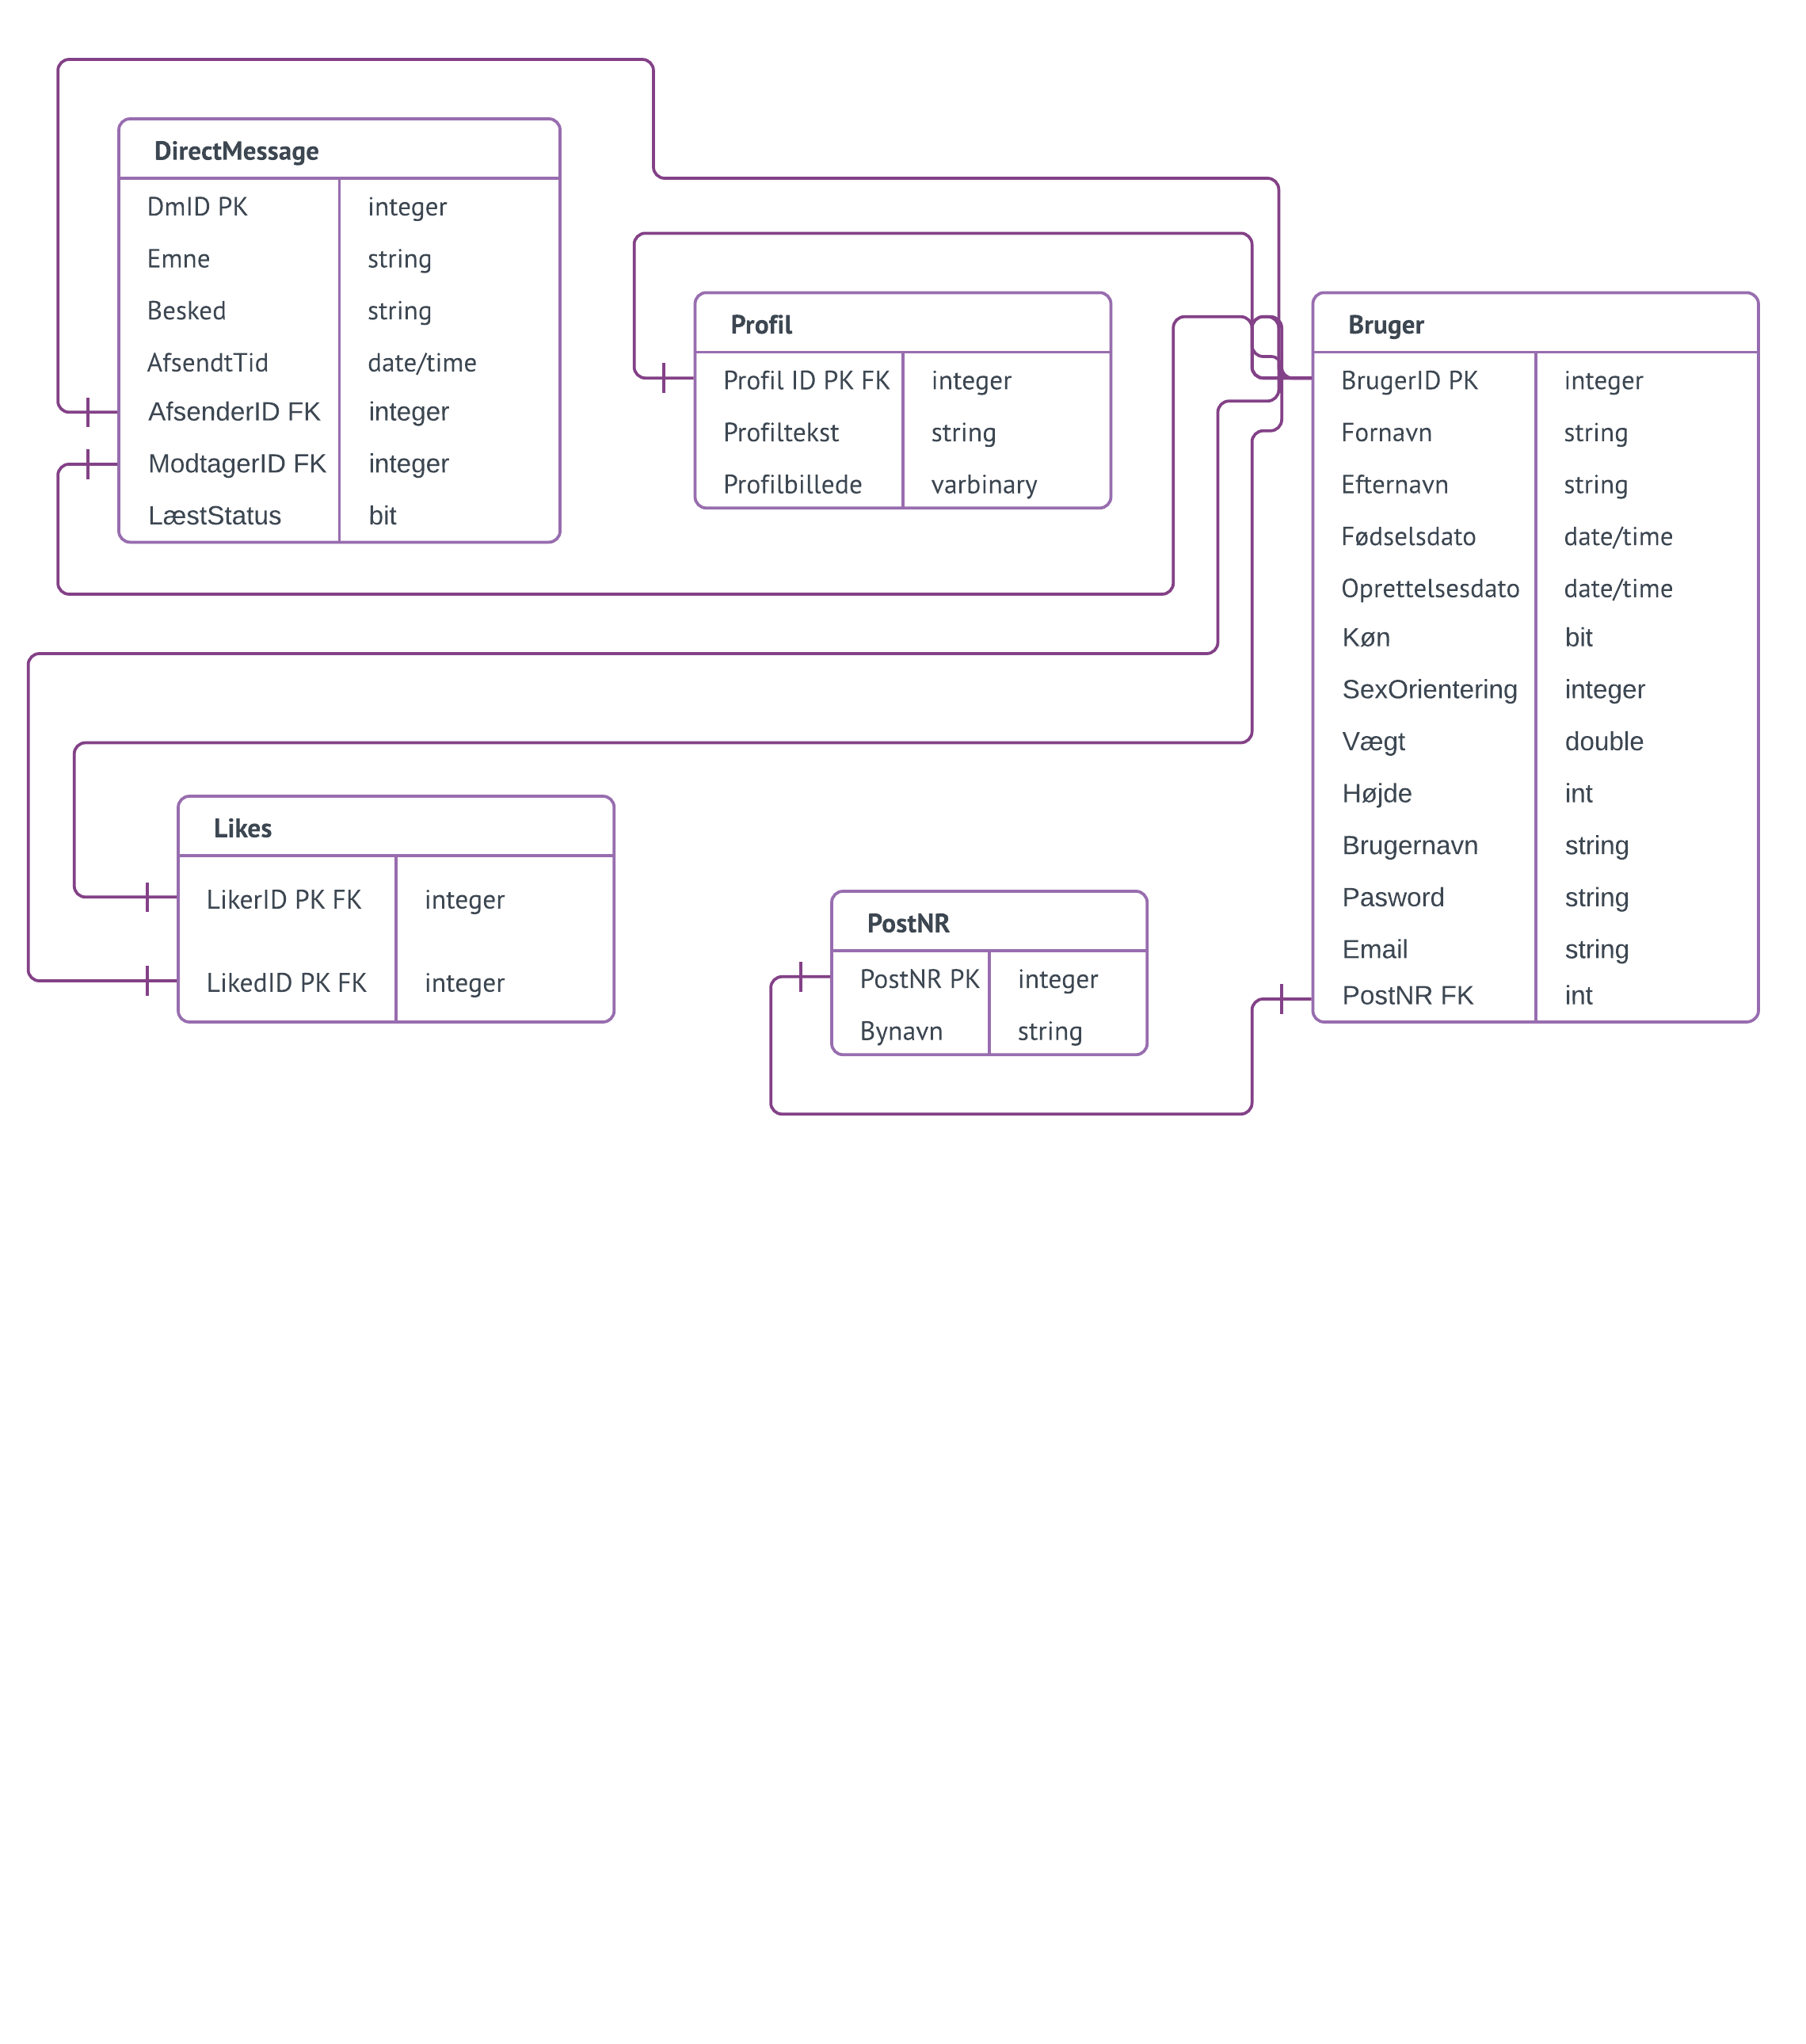 DirectMessage
DmID PK integer
Emne string
Besked string
AfsendtTid date/time
AfsenderID FK integer
ModtagerID FK integer
LæstStatus bit
Profil
Profil ID PK FK integer
Profiltekst string
Profilbillede varbinary
Bruger
BrugerID PK integer
Fornavn string
Efternavn string
Fødselsdato date/time
Oprettelsesdato date/time
Køn bit
SexOrientering integer
Vægt double
Højde int
Brugernavn string
Pasword string
Email string
PostNR FK int
Likes
LikerID PK FK integer
LikedID PK FK integer
PostNR
PostNR PK integer
Bynavn string